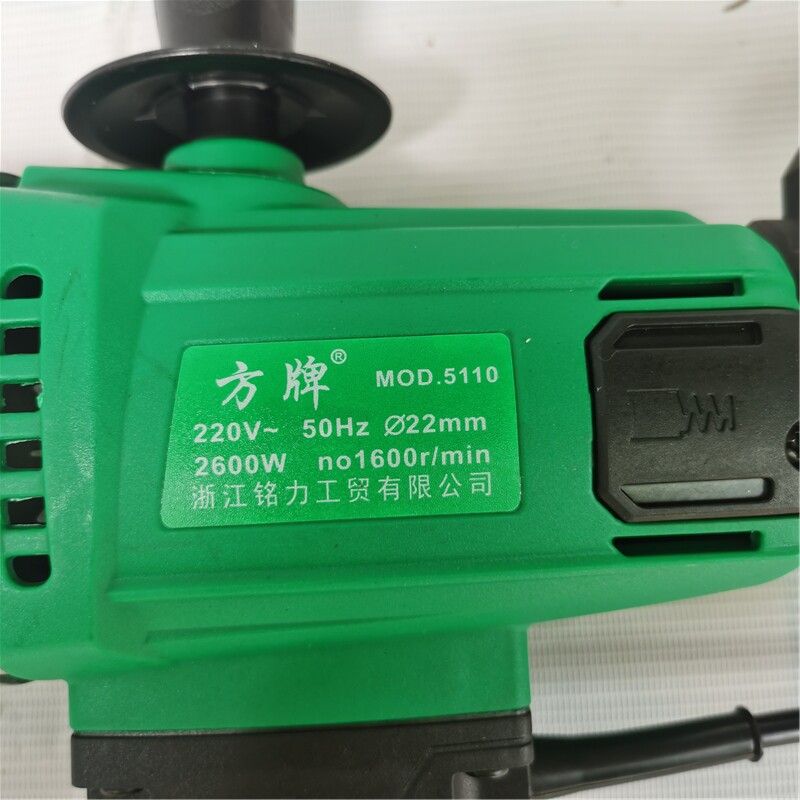 方牌® MOD.5110
220V~ 50Hz Ø22mm
2600W no1600r/min
浙江铭力工贸有限公司